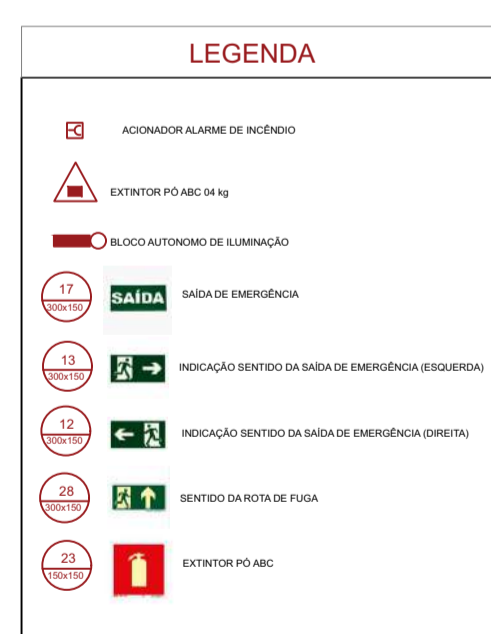 LEGENDA
ACIONADOR ALARME DE INCÊNDIO
EXTINTOR PÓ ABC 04 kg
BLOCO AUTONOMO DE ILUMINAÇÃO
17
300x150
SAÍDA
SAÍDA DE EMERGÊNCIA
13
300x150
INDICAÇÃO SENTIDO DA SAÍDA DE EMERGÊNCIA (ESQUERDA)
12
300x150
INDICAÇÃO SENTIDO DA SAÍDA DE EMERGÊNCIA (DIREITA)
28
300x150
SENTIDO DA ROTA DE FUGA
23
150x150
EXTINTOR PÓ ABC